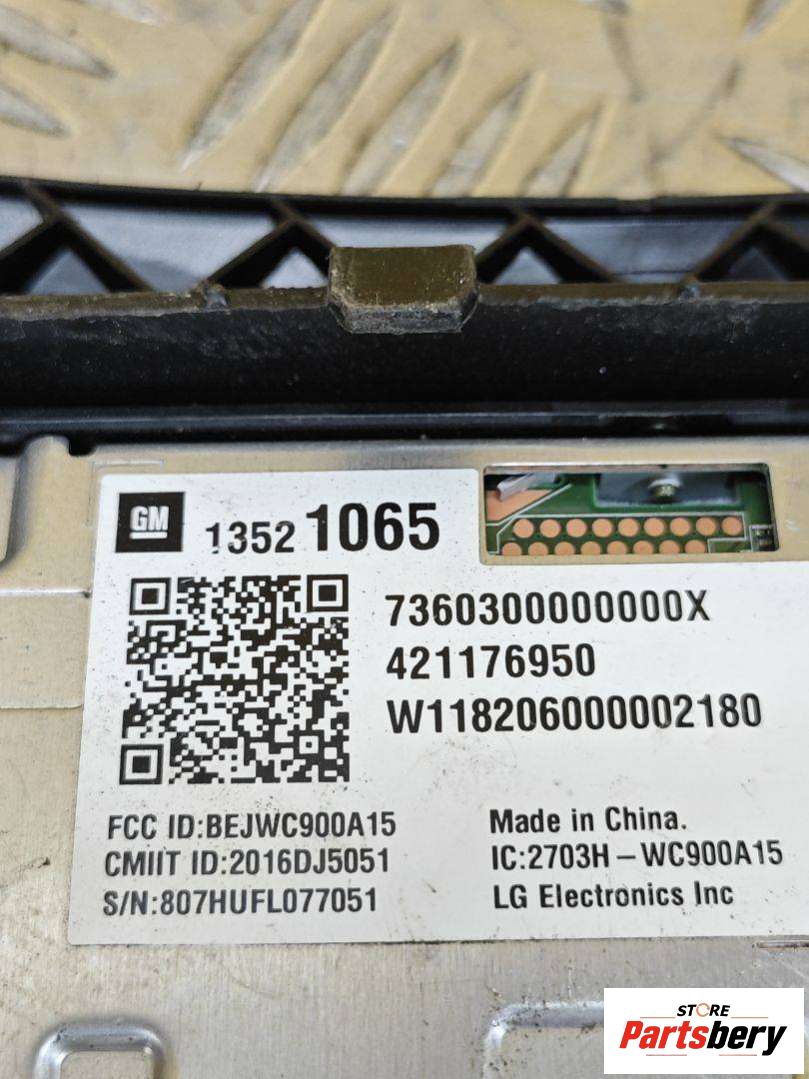 GM 13521065
7360300000000X
421176950
W118206000002180
FCC ID:BEJWC900A15
CMIIT ID:2016DJ5051
S/N:807HUFL077051
Made in China.
IC:2703H-WC900A15
LG Electronics Inc
STORE
Partsbery